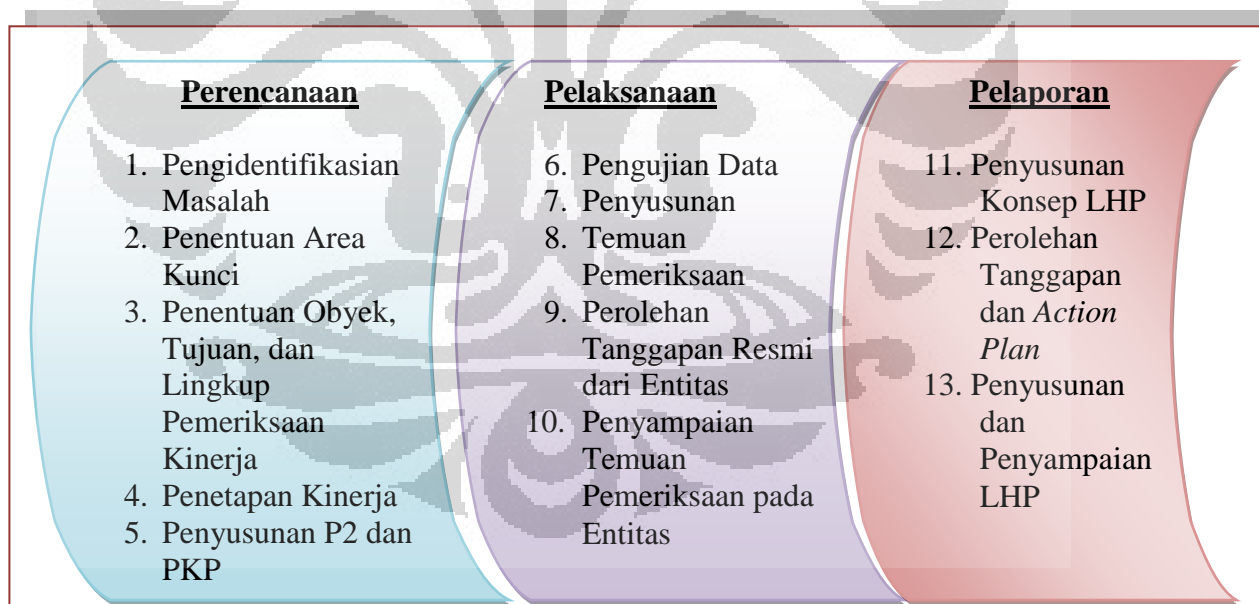 Perencanaan
1. Pengidentifikasian
Masalah
2. Penentuan Area
Kunci
3. Penentuan Obyek,
Tujuan, dan
Lingkup
Pemeriksaan
Kinerja
4. Penetapan Kinerja
5. Penyusunan P2 dan
PKP
Pelaksanaan
6. Pengujian Data
7. Penyusunan
8. Temuan
Pemeriksaan
9. Perolehan
Tanggapan Resmi
dari Entitas
10. Penyampaian
Temuan
Pemeriksaan pada
Entitas
Pelaporan
11. Penyusunan
Konsep LHP
12. Perolehan
Tanggapan
dan Action
Plan
13. Penyusunan
dan
Penyampaian
LHP